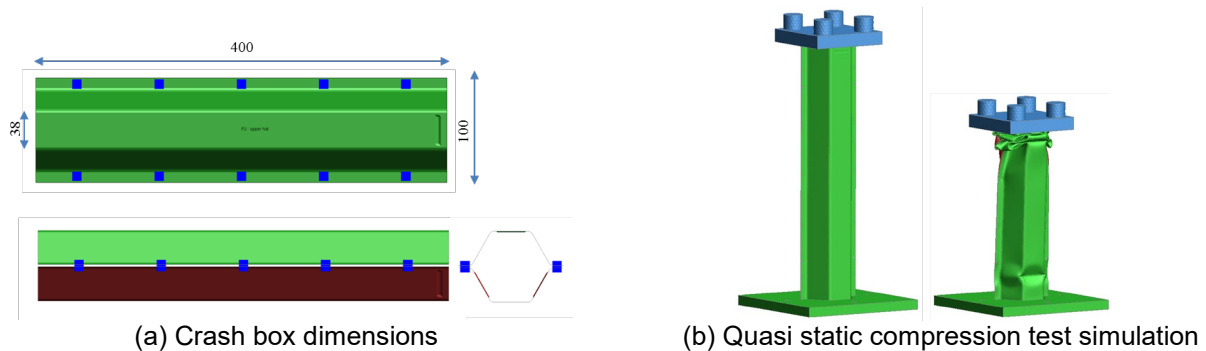 400
38
100
(a) Crash box dimensions
(b) Quasi static compression test simulation